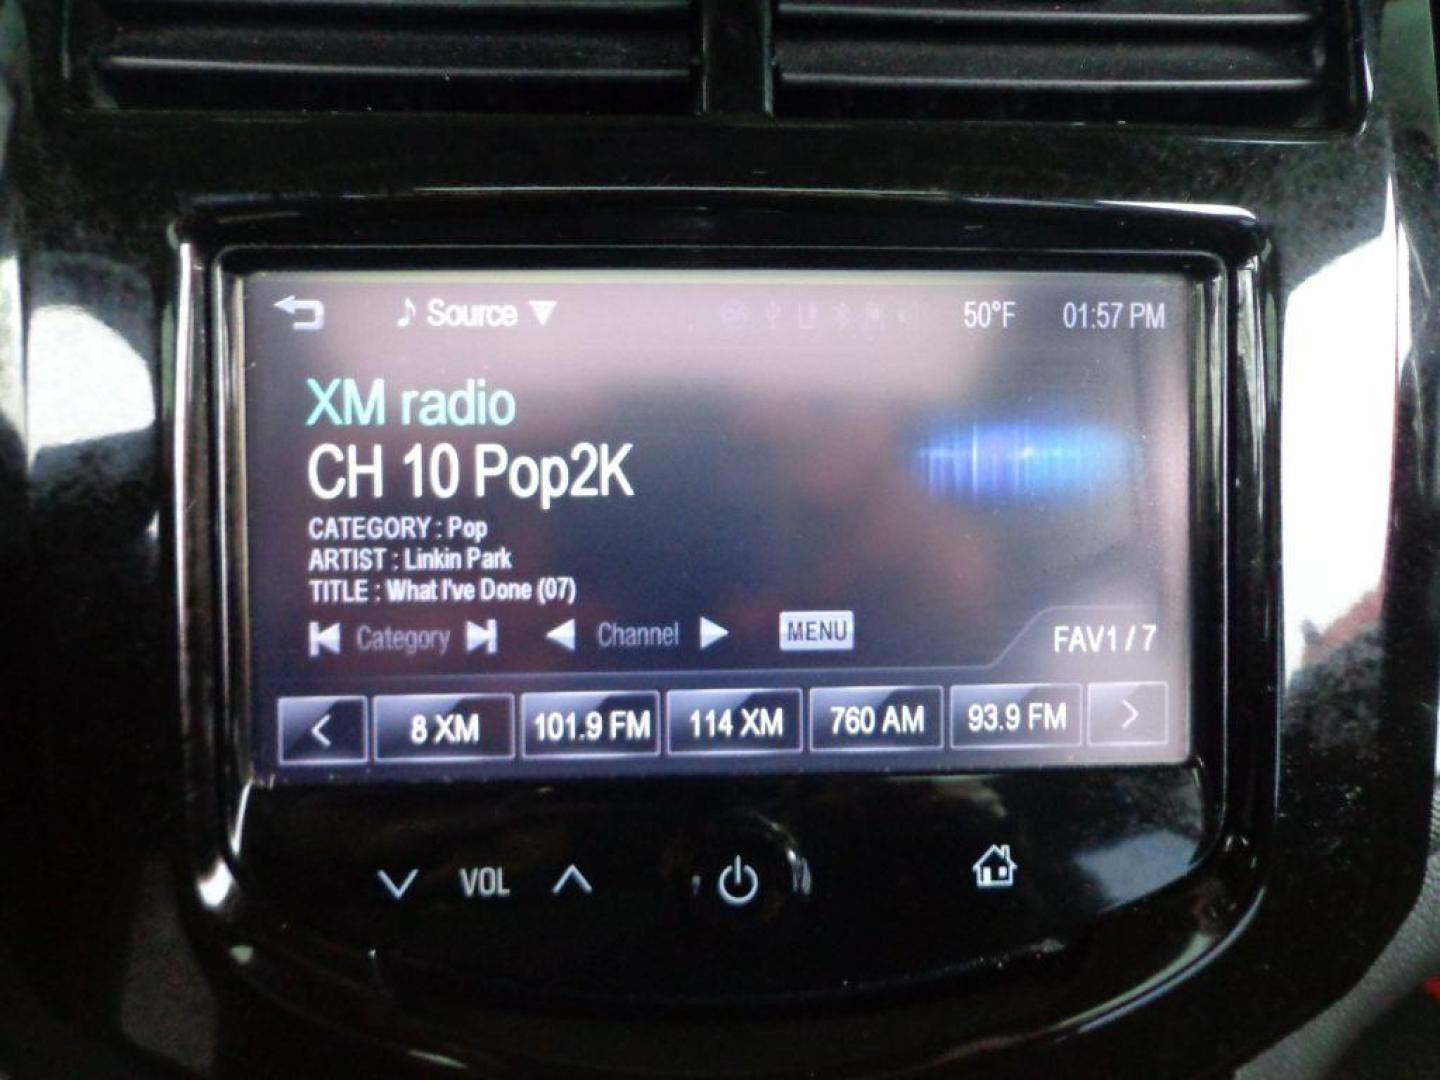 Source 50°F 01:57 PM
XM radio
CH 10 Pop2K
CATEGORY : Pop
ARTIST : Linkin Park
TITLE : What I've Done (07)
Category Channel MENU FAV1 / 7
< 8 XM 101.9 FM 114 XM 760 AM 93.9 FM >
VOL